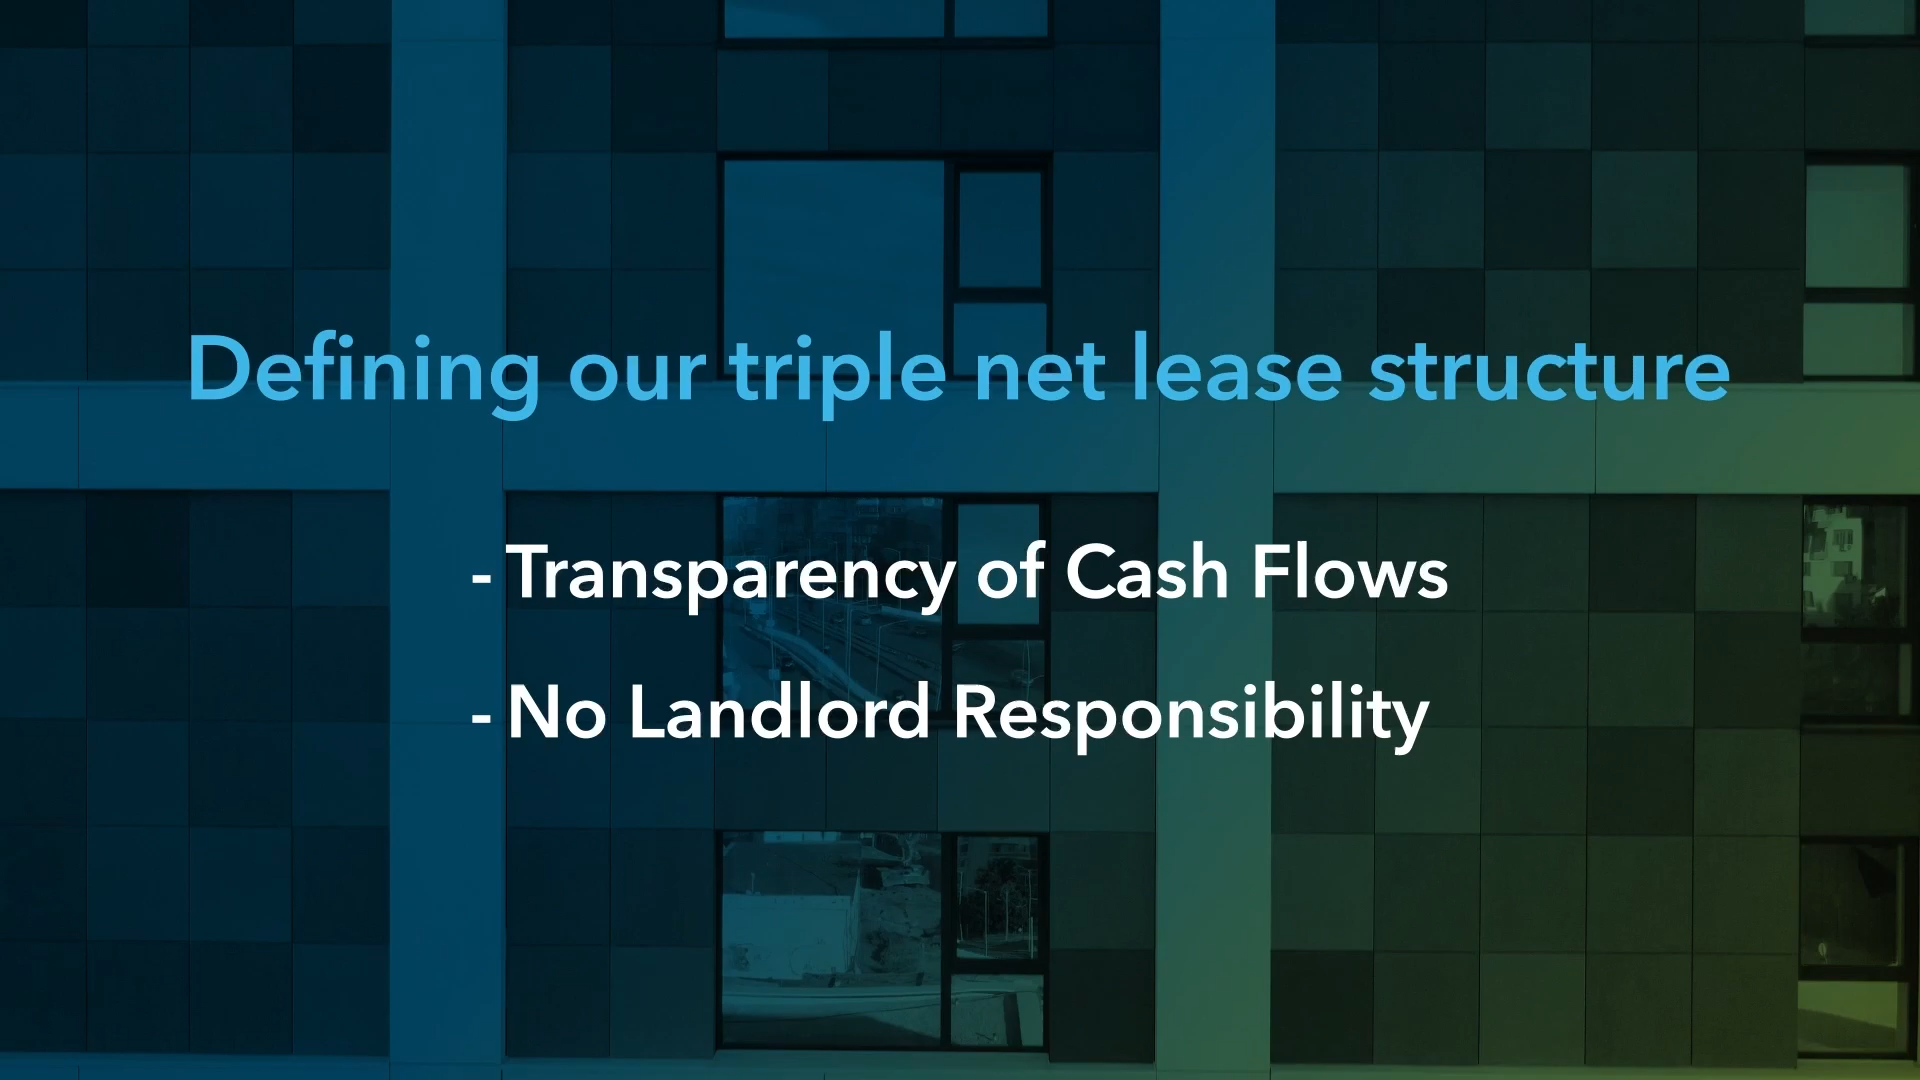 Defining our triple net lease structure
- Transparency of Cash Flows
- No Landlord Responsibility